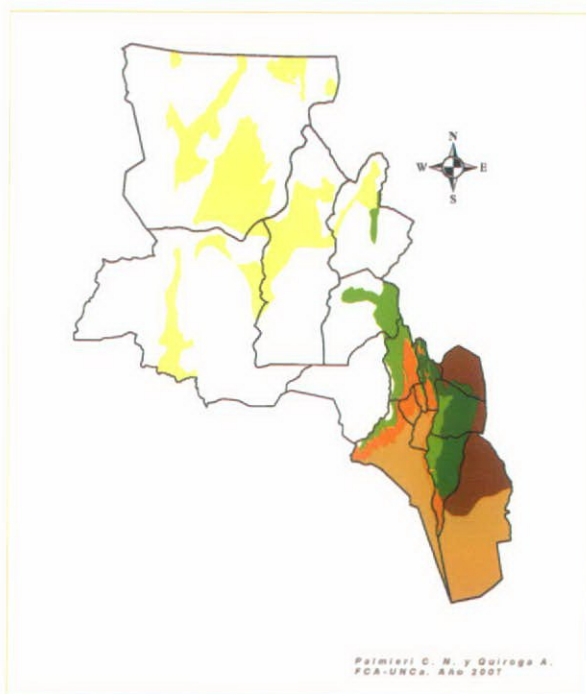 N
W E
S
Palmieri C. N. y Quiroga A.
FCA-UNCa. Año 2007